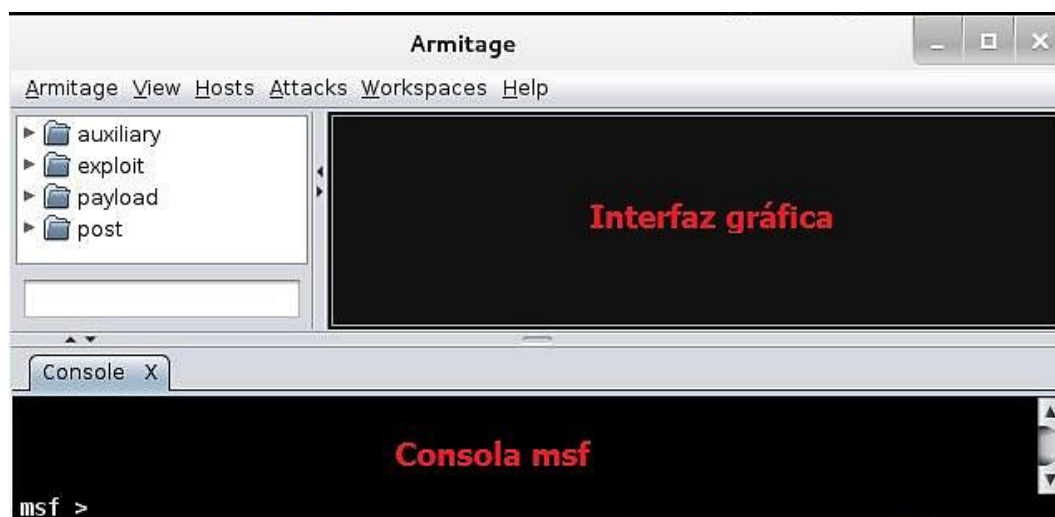 Armitage
Armitage View Hosts Attacks Workspaces Help
auxiliary
exploit
payload
post
Interfaz gráfica
Console X
Consola msf
msf >